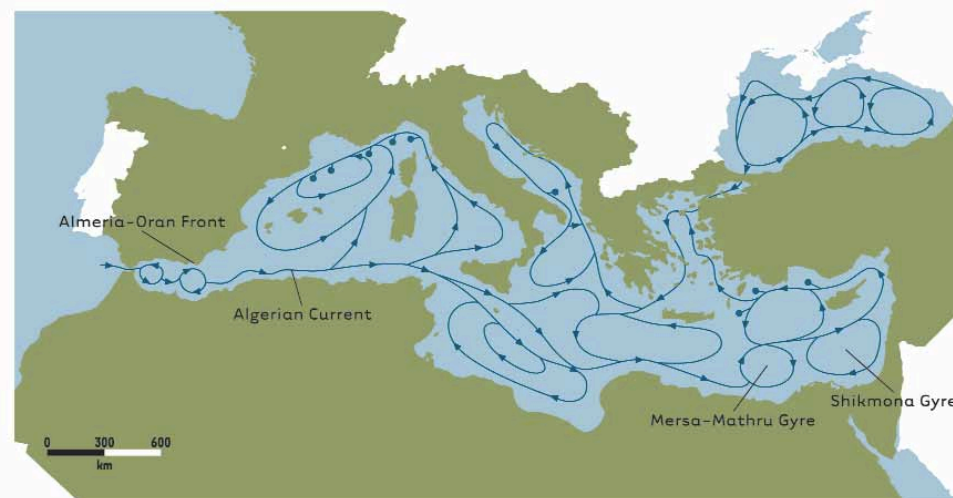 Almeria-Oran Front
Algerian Current
Shikmona Gyre
Mersa-Mathru Gyre
0 300 600
km